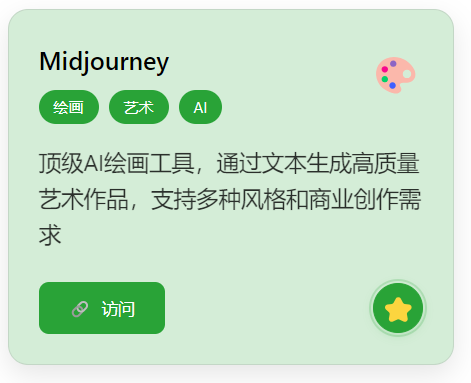 Midjourney
绘画 艺术 AI
顶级AI绘画工具，通过文本生成高质量
艺术作品，支持多种风格和商业创作需
求
访问